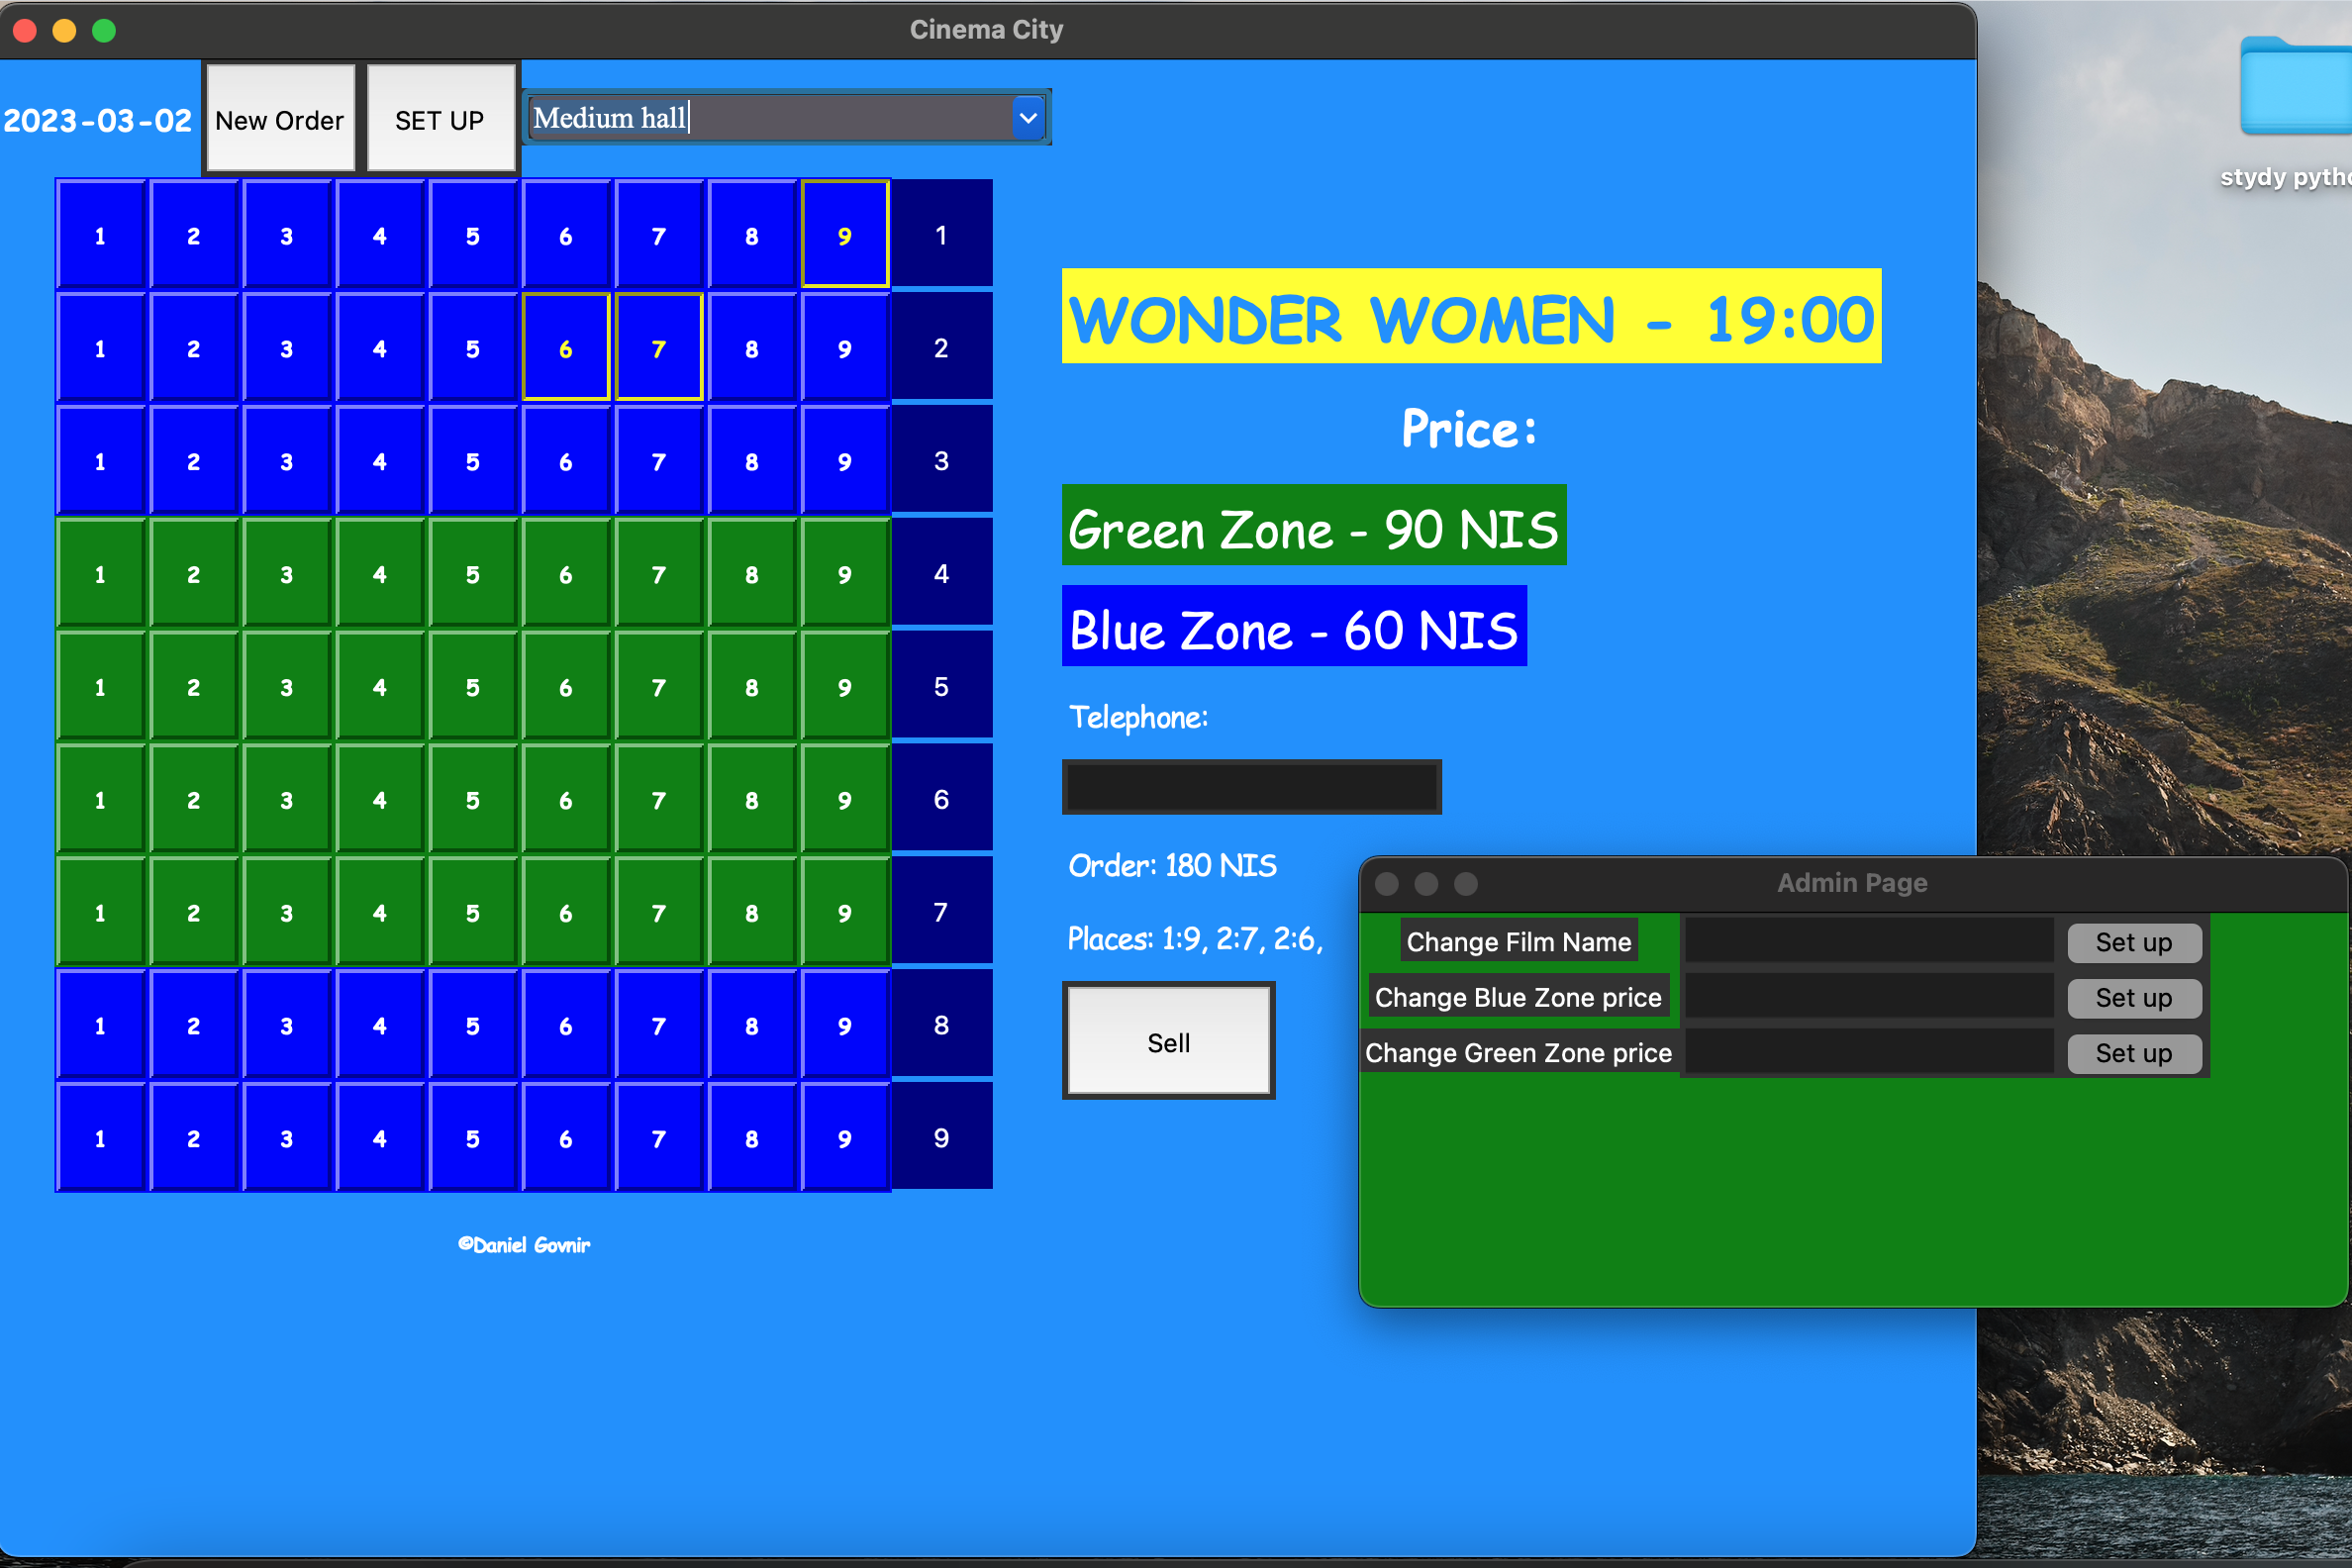 Cinema City
2023-03-02 New Order SET UP Medium hall
1 2 3 4 5 6 7 8 9 1
1 2 3 4 5 6 7 8 9 2
1 2 3 4 5 6 7 8 9 3
1 2 3 4 5 6 7 8 9 4
1 2 3 4 5 6 7 8 9 5
1 2 3 4 5 6 7 8 9 6
1 2 3 4 5 6 7 8 9 7
1 2 3 4 5 6 7 8 9 8
1 2 3 4 5 6 7 8 9 9
©Daniel Govnir
WONDER WOMEN - 19:00
Price:
Green Zone - 90 NIS
Blue Zone - 60 NIS
Telephone:
Order: 180 NIS
Places: 1:9, 2:7, 2:6,
Sell
Admin Page
Change Film Name Set up
Change Blue Zone price Set up
Change Green Zone price Set up
stydy